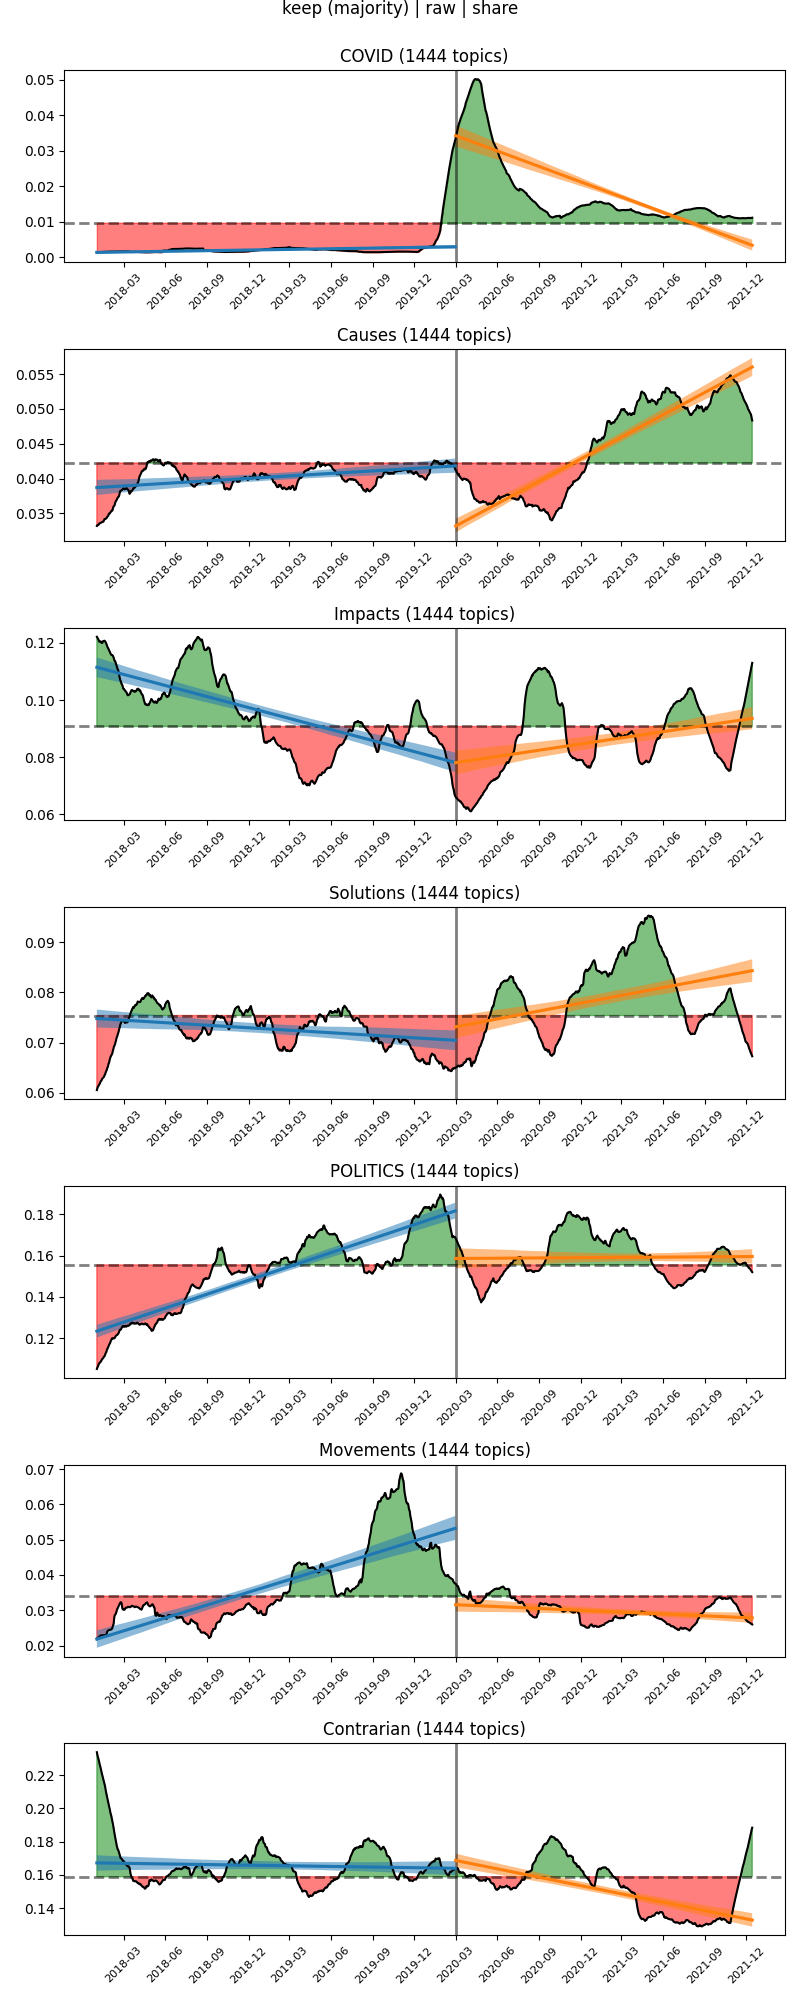 keep (majority) | raw | share
COVID (1444 topics)
0.05
0.04
0.03
0.02
0.01
0.00
2018-03 2018-06 2018-09 2018-12 2019-03 2019-06 2019-09 2019-12 2020-03 2020-06 2020-09 2020-12 2021-03 2021-06 2021-09 2021-12
Causes (1444 topics)
0.055
0.050
0.045
0.040
0.035
2018-03 2018-06 2018-09 2018-12 2019-03 2019-06 2019-09 2019-12 2020-03 2020-06 2020-09 2020-12 2021-03 2021-06 2021-09 2021-12
Impacts (1444 topics)
0.12
0.10
0.08
0.06
2018-03 2018-06 2018-09 2018-12 2019-03 2019-06 2019-09 2019-12 2020-03 2020-06 2020-09 2020-12 2021-03 2021-06 2021-09 2021-12
Solutions (1444 topics)
0.09
0.08
0.07
0.06
2018-03 2018-06 2018-09 2018-12 2019-03 2019-06 2019-09 2019-12 2020-03 2020-06 2020-09 2020-12 2021-03 2021-06 2021-09 2021-12
POLITICS (1444 topics)
0.18
0.16
0.14
0.12
2018-03 2018-06 2018-09 2018-12 2019-03 2019-06 2019-09 2019-12 2020-03 2020-06 2020-09 2020-12 2021-03 2021-06 2021-09 2021-12
Movements (1444 topics)
0.07
0.06
0.05
0.04
0.03
0.02
2018-03 2018-06 2018-09 2018-12 2019-03 2019-06 2019-09 2019-12 2020-03 2020-06 2020-09 2020-12 2021-03 2021-06 2021-09 2021-12
Contrarian (1444 topics)
0.22
0.20
0.18
0.16
0.14
2018-03 2018-06 2018-09 2018-12 2019-03 2019-06 2019-09 2019-12 2020-03 2020-06 2020-09 2020-12 2021-03 2021-06 2021-09 2021-12